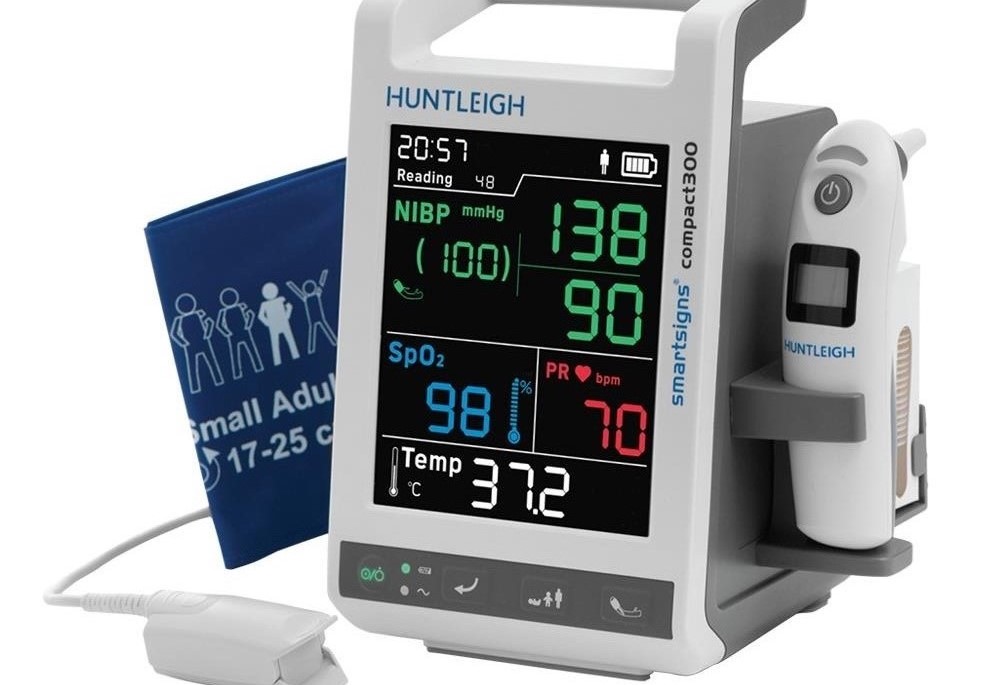 HUNTLEIGH
20:57
Reading 48
NIBP mmHg
138
(100)
90
SpO2
98 %
PR bpm
70
Temp
°C
37.2
smartsigns® compact300
HUNTLEIGH
Small Adul
17-25 c